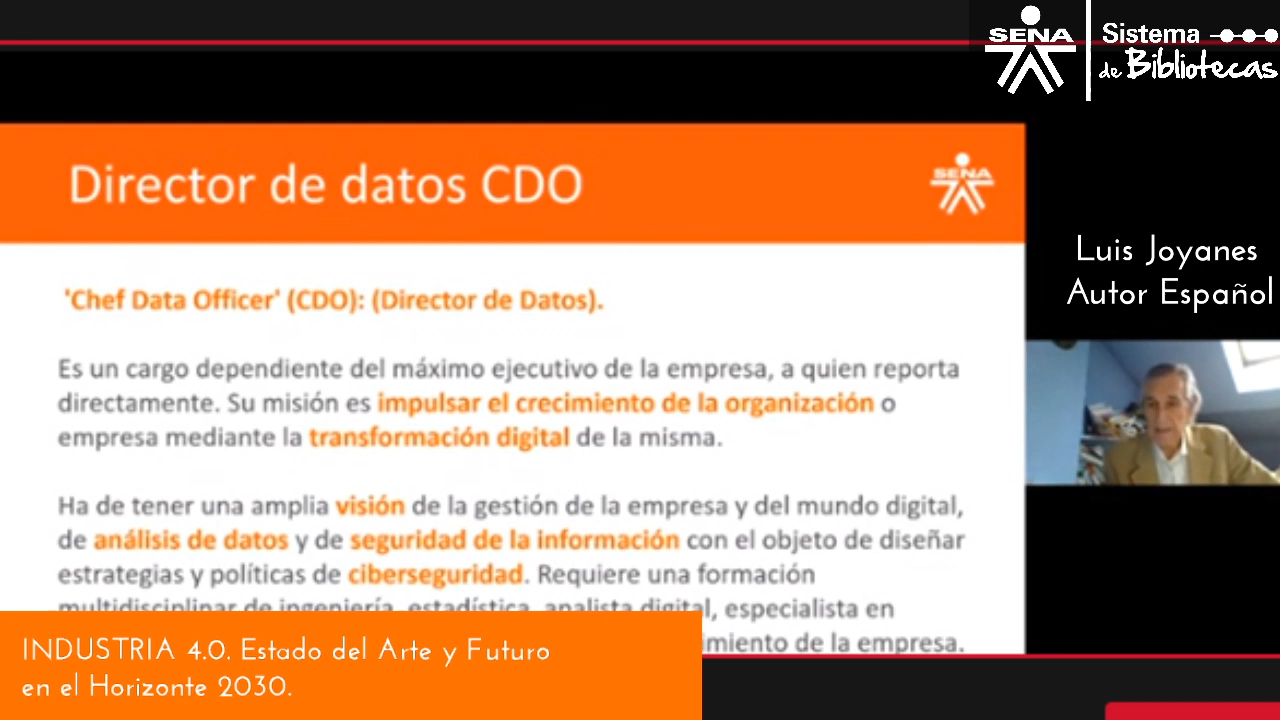 SENA
Sistema
de Bibliotecas
Director de datos CDO
SENA
Luis Joyanes
Autor Español
'Chef Data Officer' (CDO): (Director de Datos).
Es un cargo dependiente del máximo ejecutivo de la empresa, a quien reporta
directamente. Su misión es impulsar el crecimiento de la organización o
empresa mediante la transformación digital de la misma.
Ha de tener una amplia visión de la gestión de la empresa y del mundo digital,
de análisis de datos y de seguridad de la información con el objeto de diseñar
estrategias y políticas de ciberseguridad. Requiere una formación
multidisciplinar de ingeniería, estadística, analista digital, especialista en
imiento de la empresa.
INDUSTRIA 4.0. Estado del Arte y Futuro
en el Horizonte 2030.